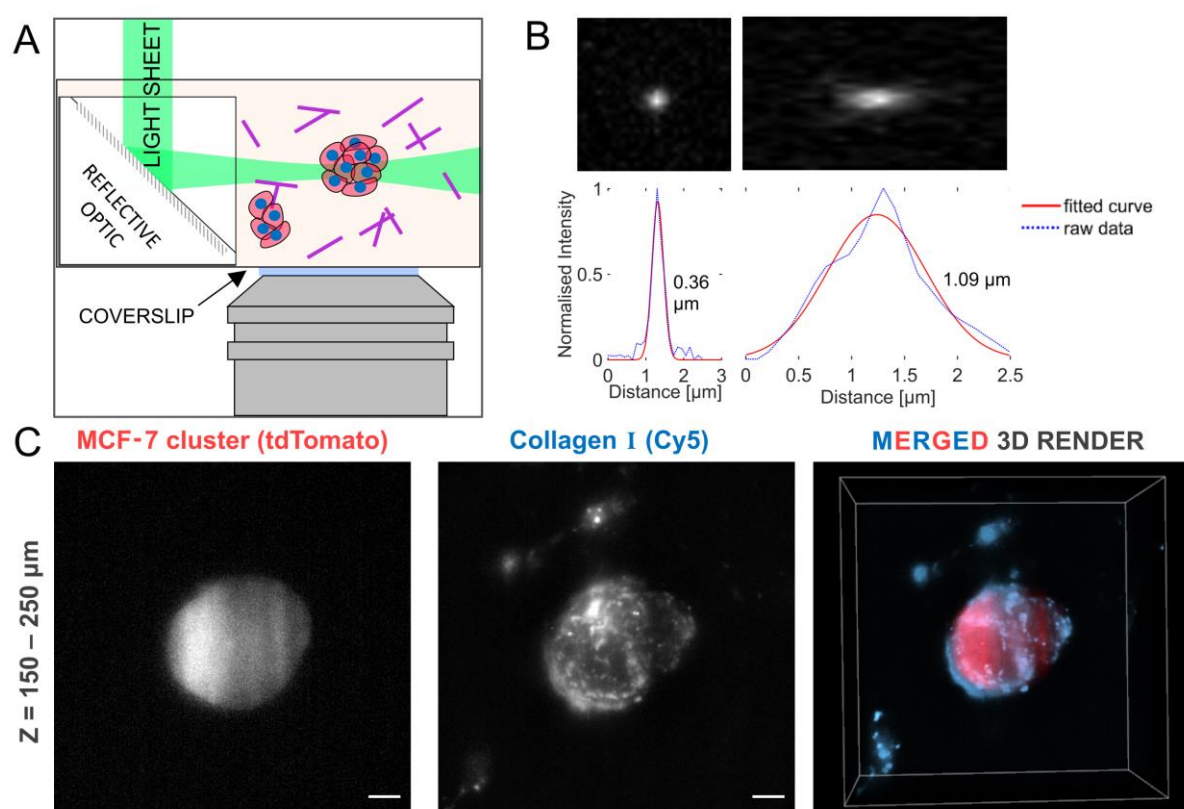 A
LIGHT SHEET
REFLECTIVE
OPTIC
COVERSLIP
B
Normalised Intensity
1
0.5
0
0.36
µm
0 1 2 3
Distance [µm]
1.09 µm
0 0.5 1 1.5 2 2.5
Distance [µm]
fitted curve
raw data
C
MCF-7 cluster (tdTomato)
Collagen I (Cy5)
MERGED 3D RENDER
Z = 150 – 250 µm